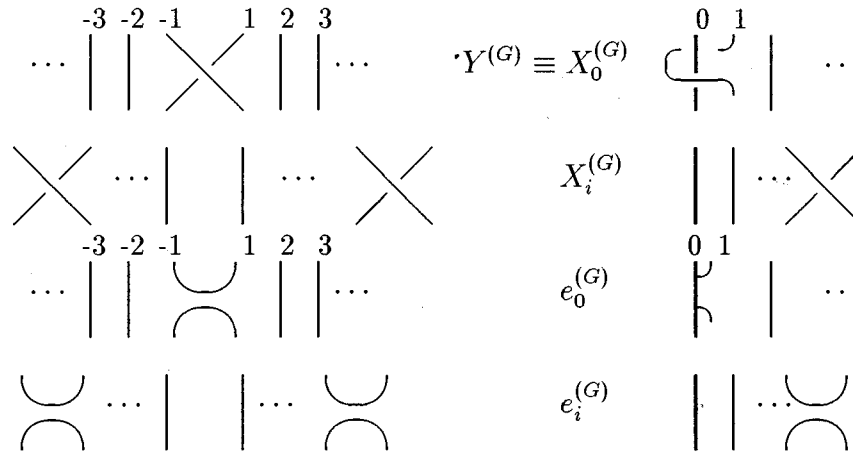 -3 -2 -1 1 2 3 0 1
··· ··· ·Y^{(G)} ≡ X_0^{(G)} ··
··· ··· X_i^{(G)} ···
-3 -2 -1 1 2 3 0 1
··· ··· e_0^{(G)} ··
··· ··· e_i^{(G)} ···